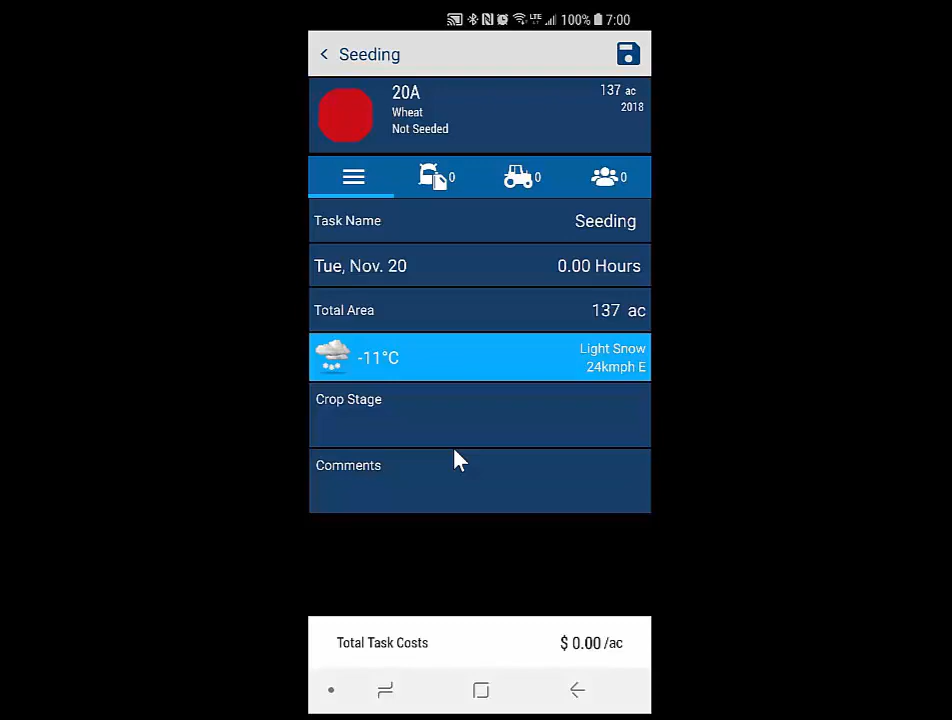 LTE 100% 7:00
< Seeding
20A 137 ac
Wheat 2018
Not Seeded
0 0 0
Task Name Seeding
Tue, Nov. 20 0.00 Hours
Total Area 137 ac
-11°C Light Snow
24kmph E
Crop Stage
Comments
Total Task Costs $ 0.00 /ac